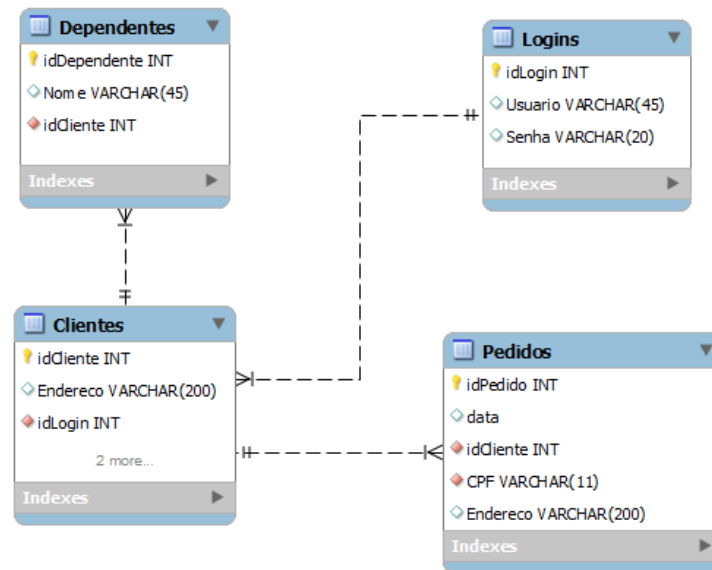 Dependentes
idDependente INT
Nome VARCHAR(45)
idCliente INT
Indexes
Logins
idLogin INT
Usuario VARCHAR(45)
Senha VARCHAR(20)
Indexes
Clientes
idCliente INT
Endereco VARCHAR(200)
idLogin INT
2 more...
Indexes
Pedidos
idPedido INT
data
idCliente INT
CPF VARCHAR(11)
Endereco VARCHAR(200)
Indexes